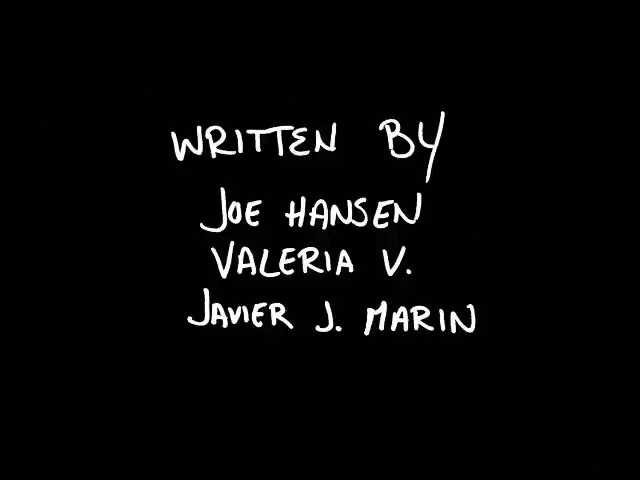 WRITTEN BY
JOE HANSEN
VALERIA V.
JAVIER J. MARIN